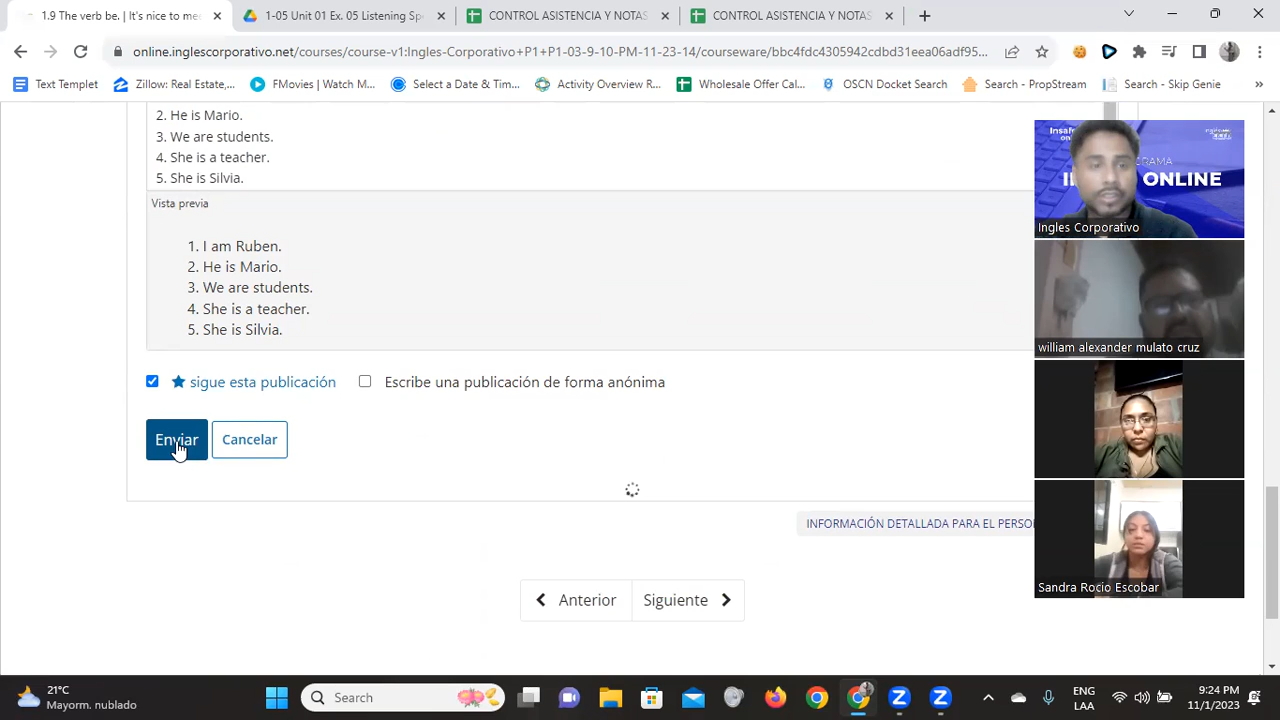 1.9 The verb be. | It's nice to me
1-05 Unit 01 Ex. 05 Listening Sp
CONTROL ASISTENCIA Y NOTAS
CONTROL ASISTENCIA Y NOTAS
online.inglescorporativo.net/courses/course-v1:Ingles-Corporativo+P1+P1-03-9-10-PM-11-23-14/courseware/bbc4fdc4305942cdbd31eea06adf95...
Text Templet
Zillow: Real Estate,...
FMovies | Watch M...
Select a Date & Tim...
Activity Overview R...
Wholesale Offer Cal...
OSCN Docket Search
Search – PropStream
Search - Skip Genie
2. He is Mario.
3. We are students.
4. She is a teacher.
5. She is Silvia.
Vista previa
1. I am Ruben.
2. He is Mario.
3. We are students.
4. She is a teacher.
5. She is Silvia.
sigue esta publicación
Escribe una publicación de forma anónima
Enviar
Cancelar
INFORMACIÓN DETALLADA PARA EL PERSO
Anterior
Siguiente
ONLINE
Ingles Corporativo
william alexander mulato cruz
Sandra Rocio Escobar
21°C
Mayorm. nublado
Search
ENG
LAA
9:24 PM
11/1/2023